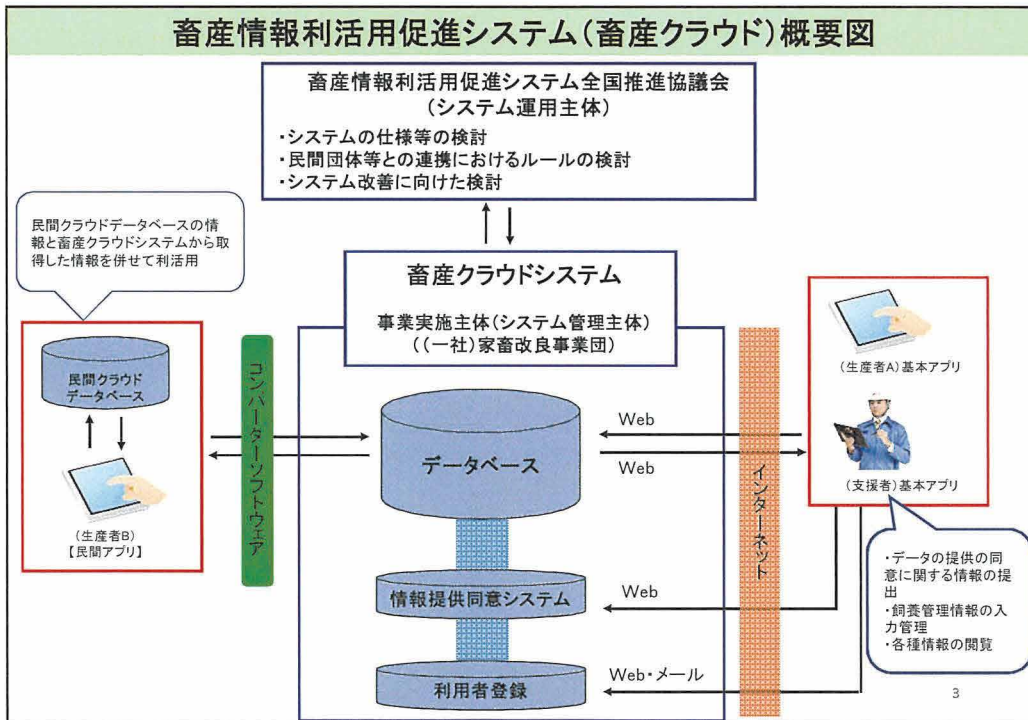 畜産情報利活用促進システム(畜産クラウド)概要図
畜産情報利活用促進システム全国推進協議会
(システム運用主体)
・システムの仕様等の検討
・民間団体等との連携におけるルールの検討
・システム改善に向けた検討
民間クラウドデータベースの情
報と畜産クラウドシステムから取
得した情報を併せて利活用
畜産クラウドシステム
事業実施主体(システム管理主体)
((一社)家畜改良事業団)
民間クラウド
データベース
(生産者B)
【民間アプリ】
コンバーターソフトウェア
データベース
情報提供同意システム
利用者登録
Web
Web
Web
Web・メール
インターネット
(生産者A)基本アプリ
(支援者)基本アプリ
・データの提供の同
意に関する情報の提
出
・飼養管理情報の入
力管理
・各種情報の閲覧
3